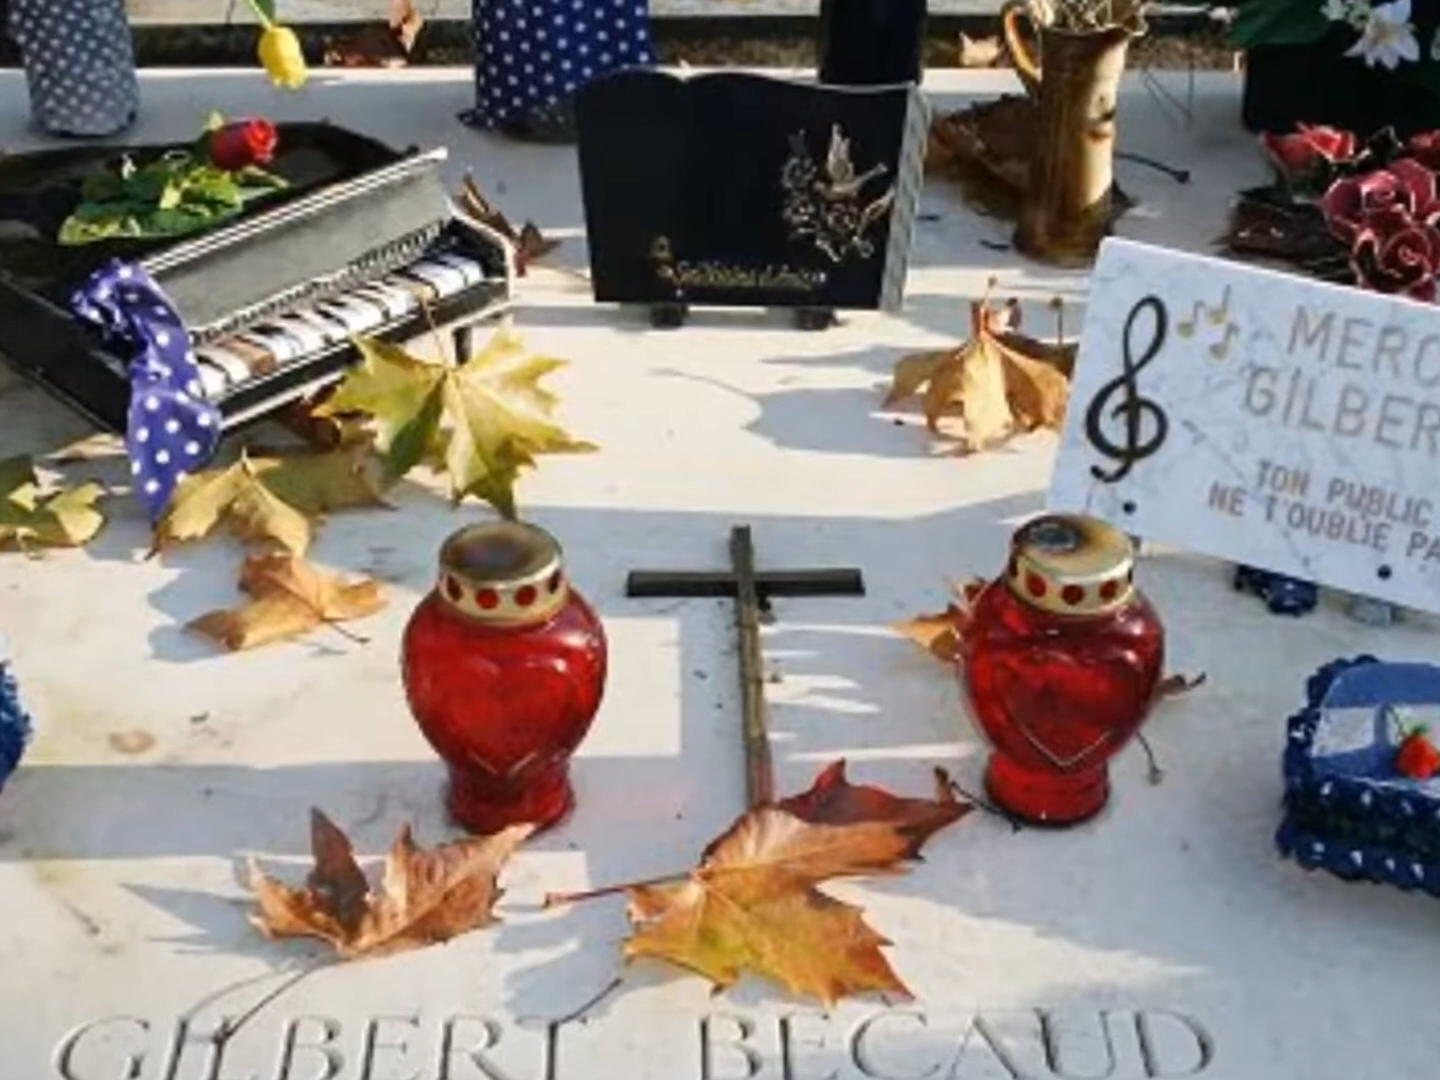 MERC
GILBER
TON PUBLIC
NE T'OUBLIE PA
GILBERT BECAUD